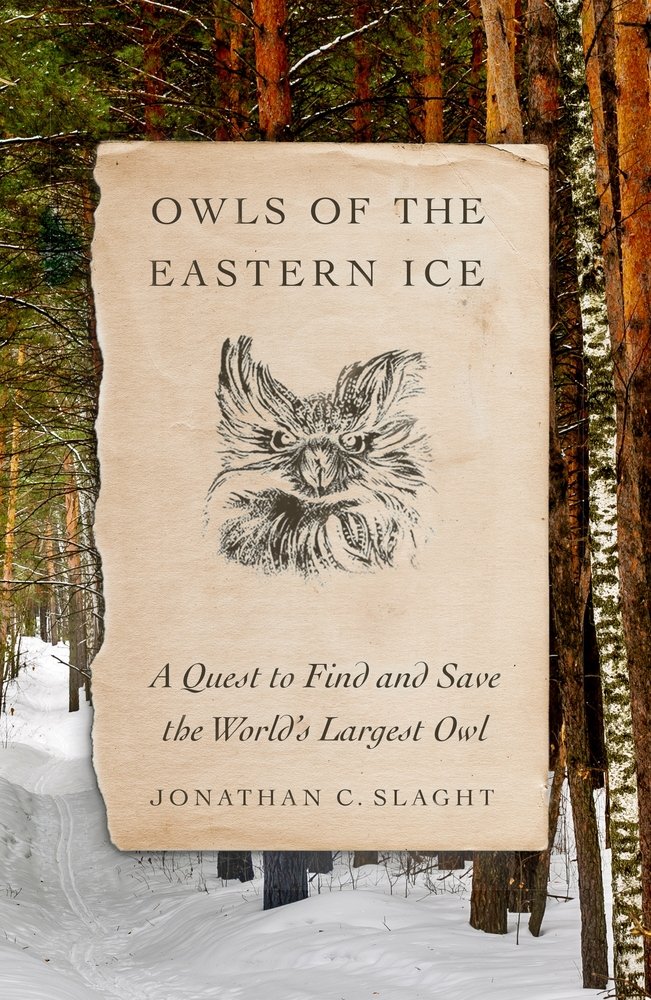 OWLS OF THE
EASTERN ICE
A Quest to Find and Save
the World's Largest Owl
JONATHAN C. SLAGHT